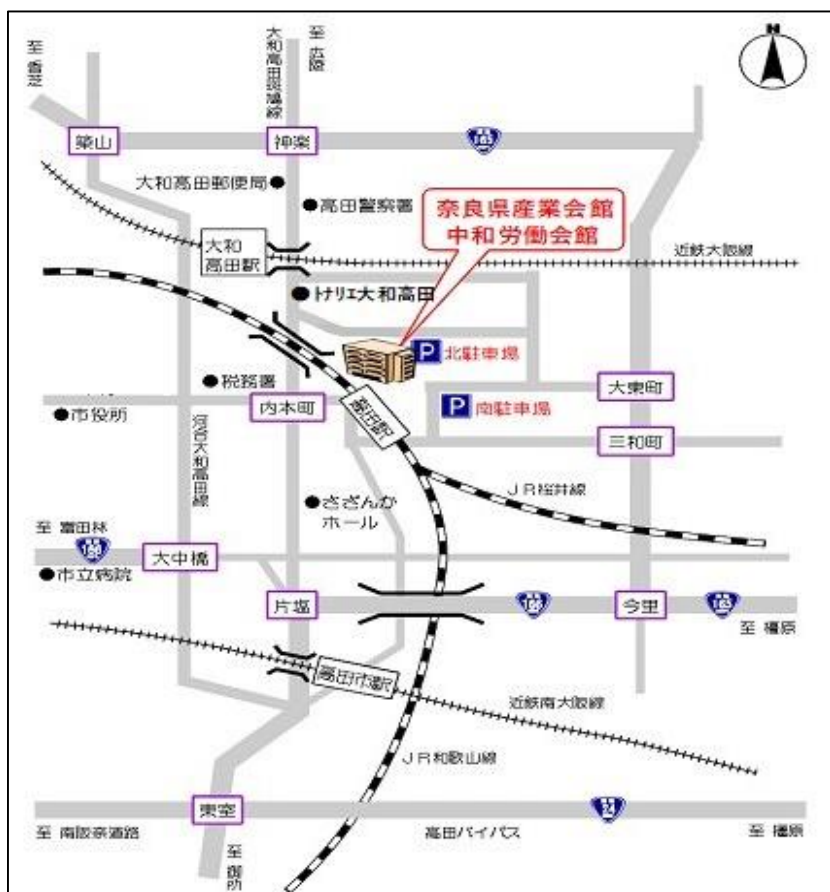 N
至 香芝
大和高田斑鳩線
至 広陵
築山
神楽
165
大和高田郵便局
高田警察署
奈良県産業会館
中和労働会館
大和
高田駅
近鉄大阪線
トナリエ大和高田
P 北駐車場
税務署
大東町
市役所
内本町
高田駅
P 南駐車場
三和町
河合大和高田線
JR桜井線
さざんか
ホール
至 富田林
166
大中橋
市立病院
片塩
166
今里
165
至 橿原
高田市駅
近鉄南大阪線
JR和歌山線
東室
24
至 南阪奈道路
高田バイパス
至 橿原
至 御所